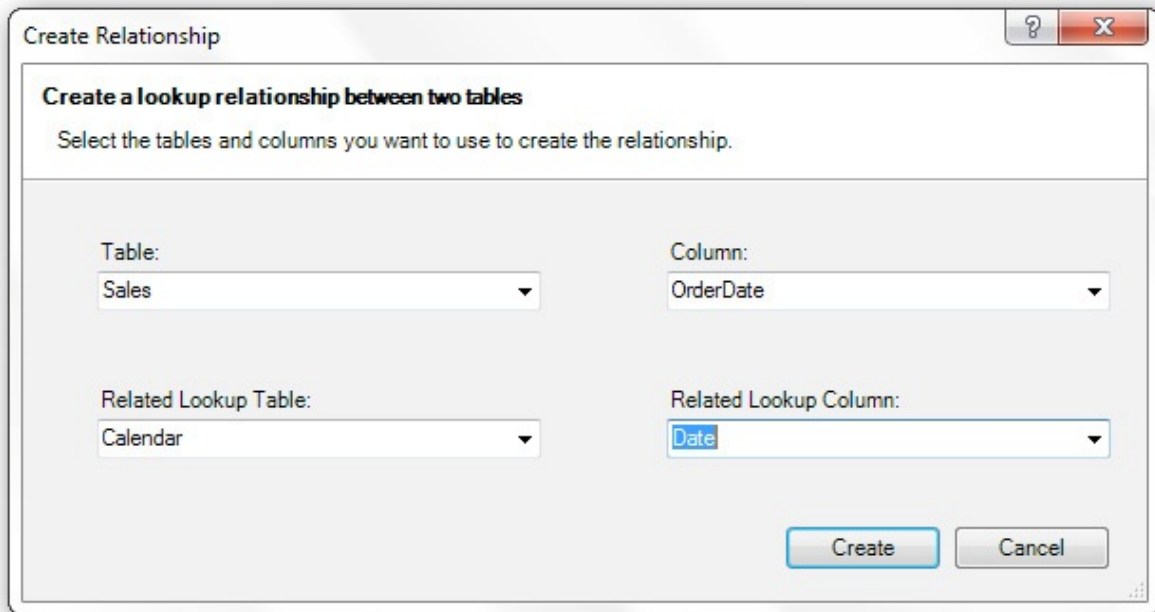 Create Relationship
Create a lookup relationship between two tables
Select the tables and columns you want to use to create the relationship.
Table:
Column:
Sales
OrderDate
Related Lookup Table:
Related Lookup Column:
Calendar
Date
Create
Cancel